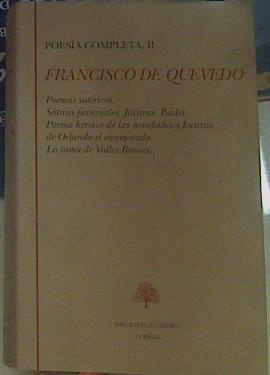 POESÍA COMPLETA, II
FRANCISCO DE QUEVEDO
Poemas satíricos.
Sátiras personales. Jácaras. Bailes.
Poema heroico de las necedades y locuras
de Orlando el enamorado.
La toma de Valles Ronces.
BIBLIOTECA CASTRO
TURNER